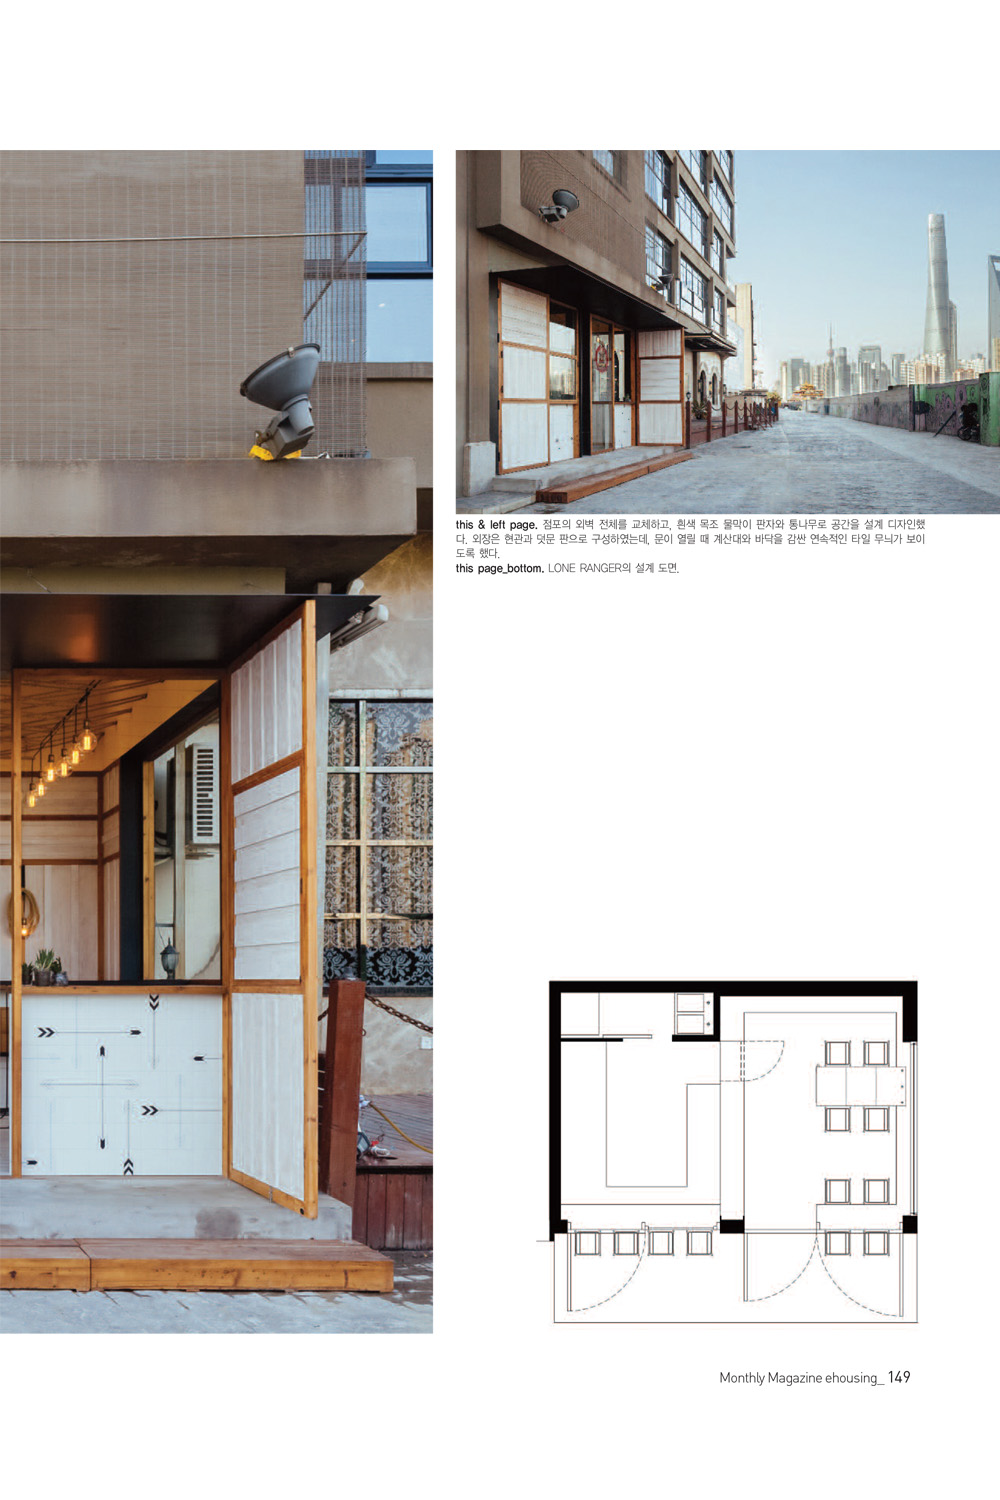 this & left page. 점포의 외벽 전체를 교체하고, 흰색 목조 물막이 판자와 통나무로 공간을 설계 디자인했
다. 외장은 현관과 덧문 판으로 구성하였는데, 문이 열릴 때 계산대와 바닥을 감싼 연속적인 타일 무늬가 보이
도록 했다.
this page_bottom. LONE RANGER의 설계 도면.
Monthly Magazine ehousing_ 149